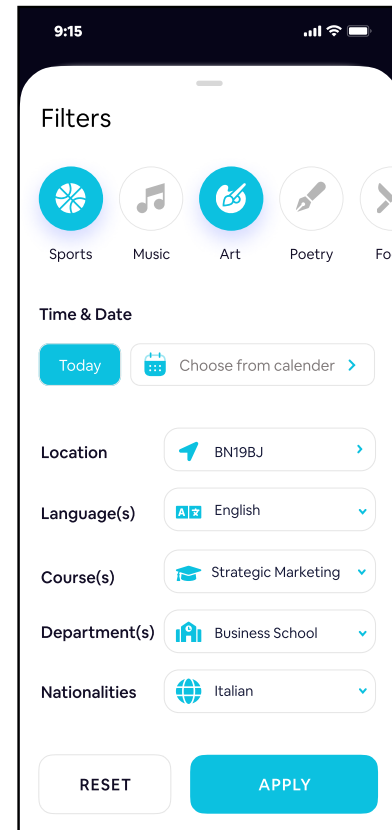 9:15
Filters
Sports Music Art Poetry Fo
Time & Date
Today Choose from calender
Location BN19BJ
Language(s) A English
Course(s) Strategic Marketing
Department(s) Business School
Nationalities Italian
RESET APPLY